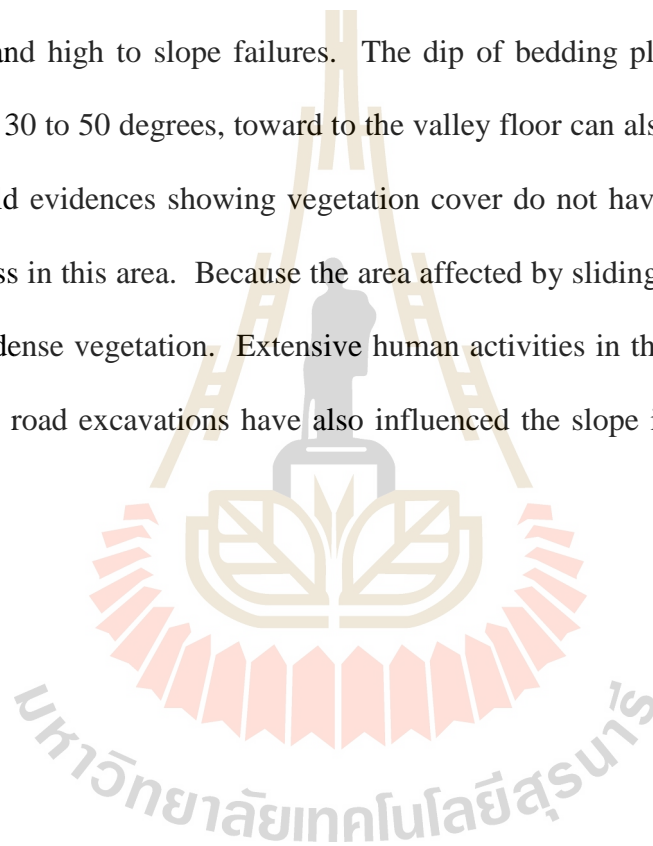 and high to slope failures. The dip of bedding pl
30 to 50 degrees, toward to the valley floor can als
d evidences showing vegetation cover do not hav
ss in this area. Because the area affected by sliding
dense vegetation. Extensive human activities in th
road excavations have also influenced the slope i
มหาวิทยาลัยเทคโนโลยีสุรนารี